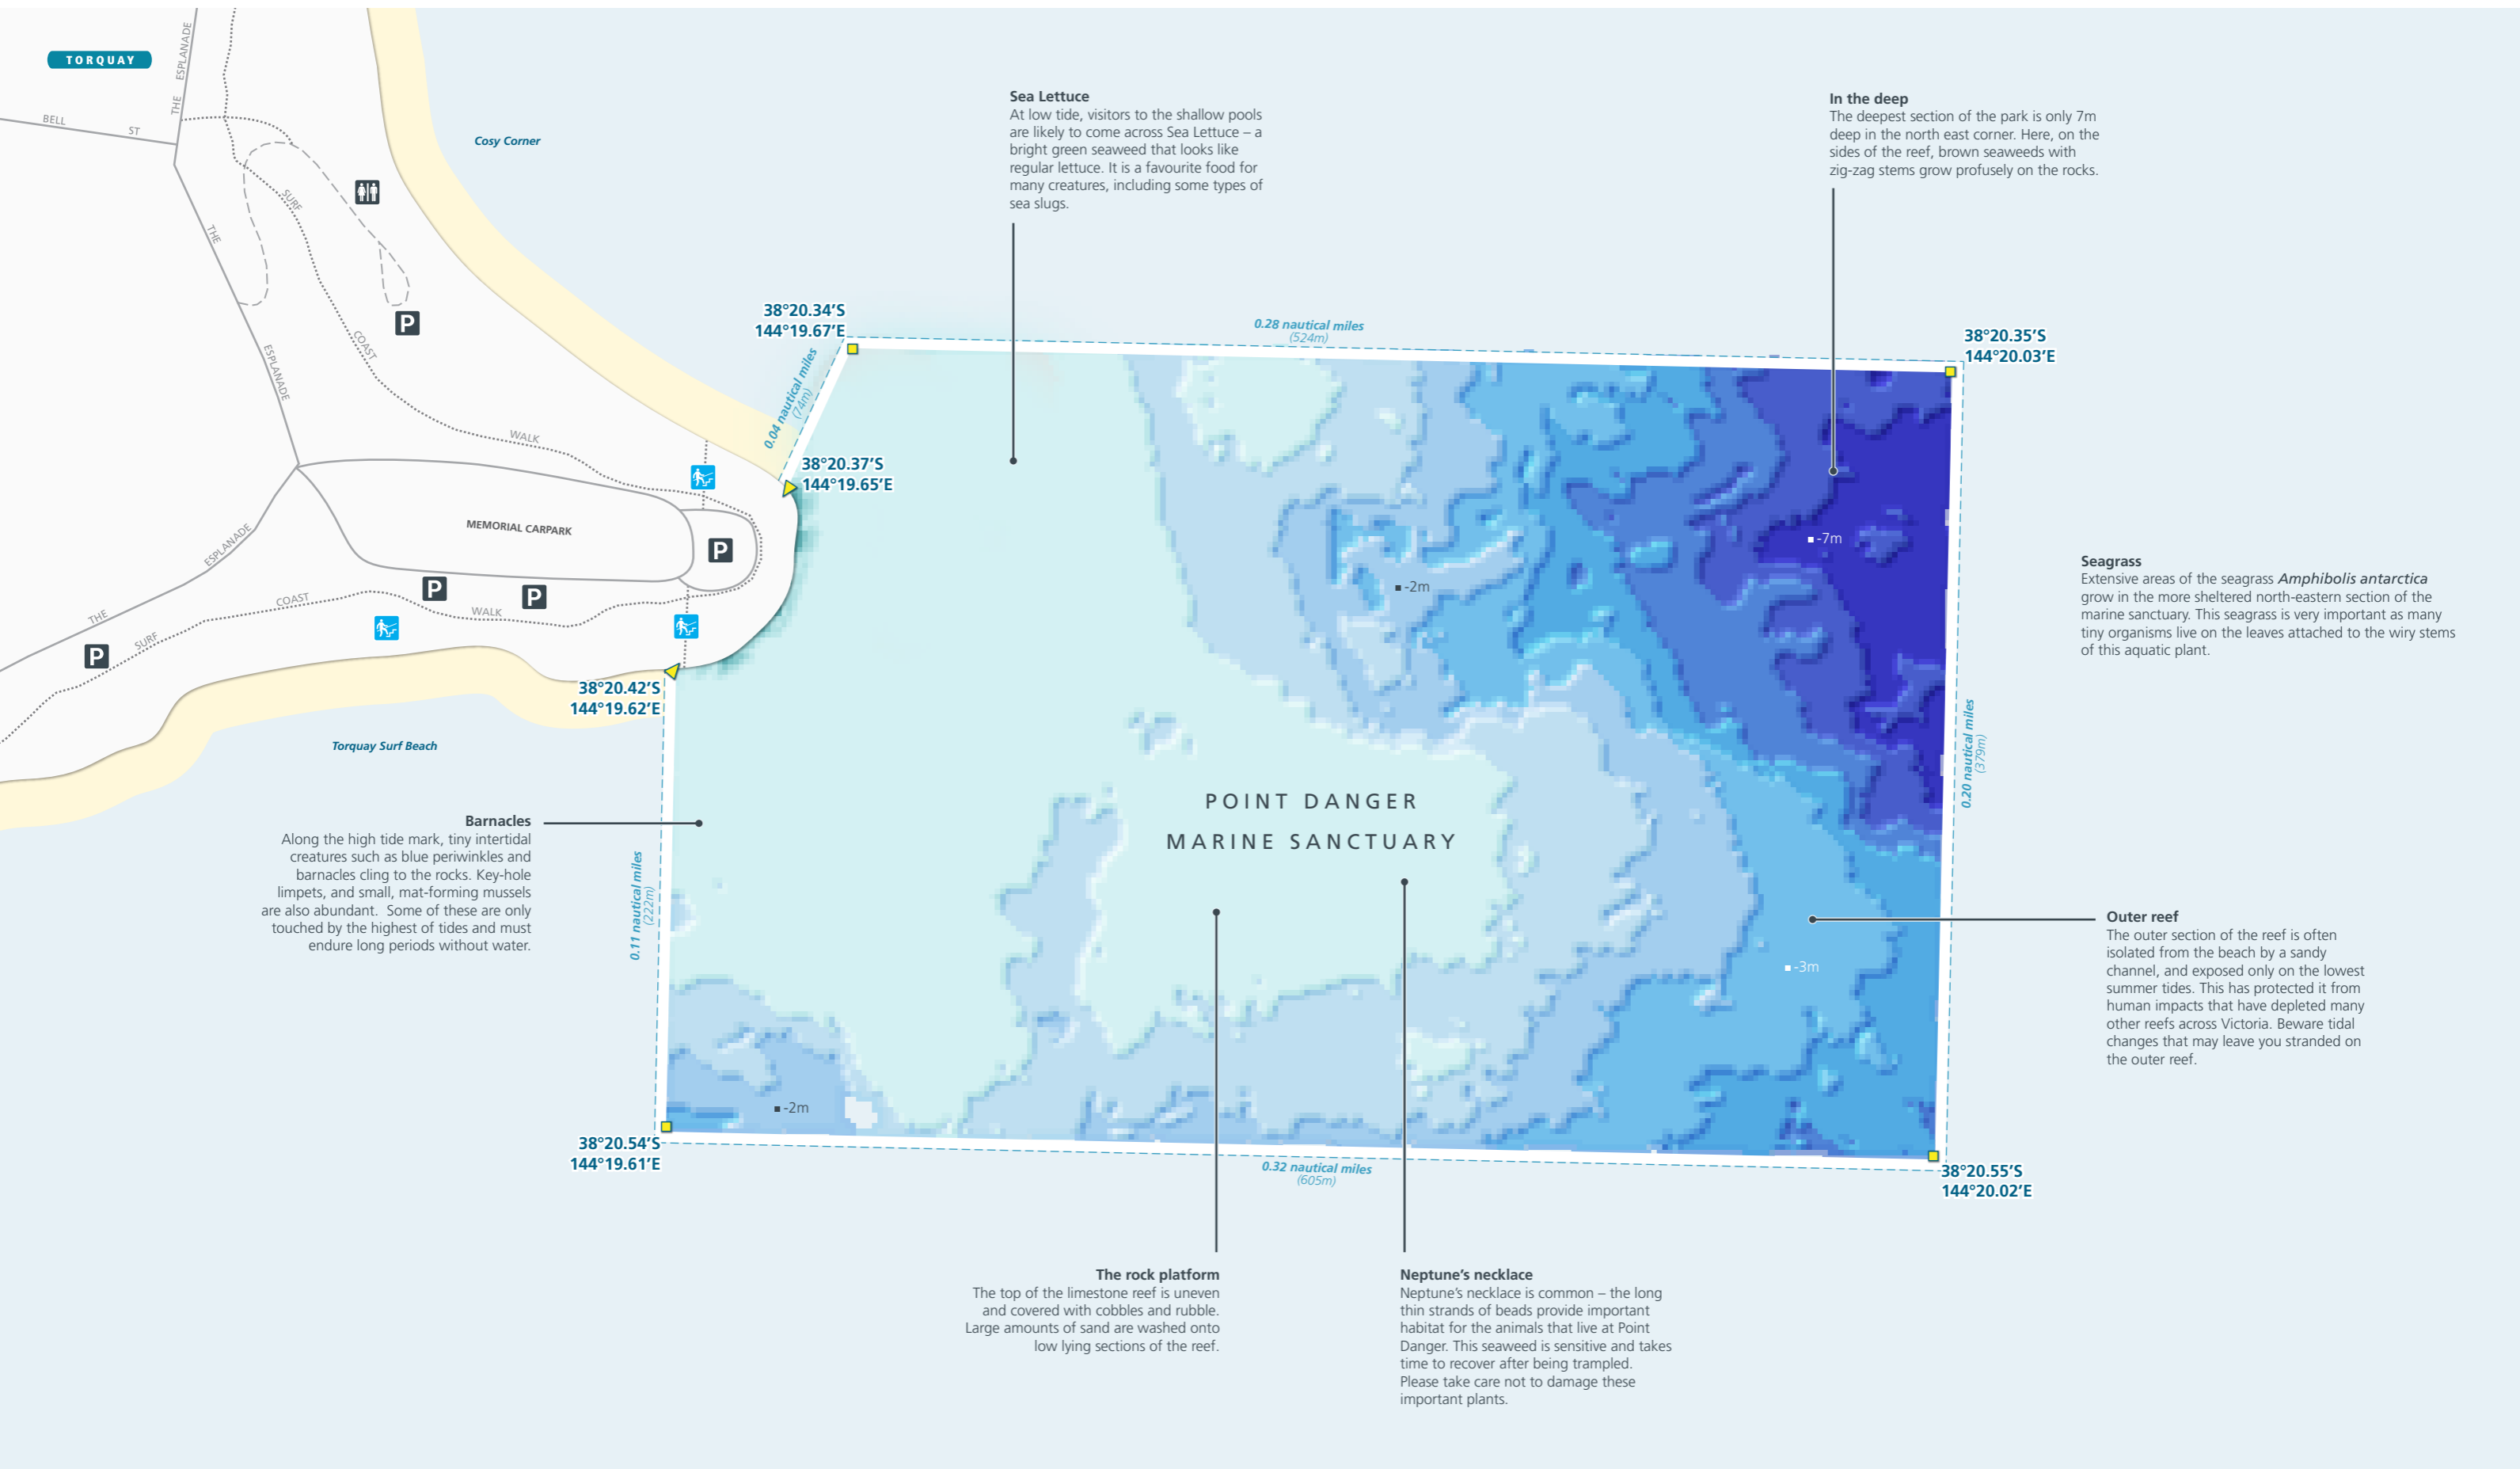 TORQUAY
THE
ESPLANADE
BELL
ST
Cosy Corner
SURF
COAST
WALK
THE
ESPLANADE
MEMORIAL CARPARK
P
P
P
P
P
THE
ESPLANADE
SURF
COAST
WALK
Torquay Surf Beach
Sea Lettuce
At low tide, visitors to the shallow pools
are likely to come across Sea Lettuce – a
bright green seaweed that looks like
regular lettuce. It is a favourite food for
many creatures, including some types of
sea slugs.
In the deep
The deepest section of the park is only 7m
deep in the north east corner. Here, on the
sides of the reef, brown seaweeds with
zig-zag stems grow profusely on the rocks.
38°20.34’S
144°19.67’E
0.28 nautical miles
(524m)
38°20.35’S
144°20.03’E
0.04 nautical miles
(74m)
38°20.37’S
144°19.65’E
-7m
-2m
Seagrass
Extensive areas of the seagrass Amphibolis antarctica
grow in the more sheltered north-eastern section of the
marine sanctuary. This seagrass is very important as many
tiny organisms live on the leaves attached to the wiry stems
of this aquatic plant.
38°20.42’S
144°19.62’E
0.20 nautical miles
(379m)
POINT DANGER
MARINE SANCTUARY
Barnacles
Along the high tide mark, tiny intertidal
creatures such as blue periwinkles and
barnacles cling to the rocks. Key-hole
limpets, and small, mat-forming mussels
are also abundant.  Some of these are only
touched by the highest of tides and must
endure long periods without water.
0.11 nautical miles
(222m)
Outer reef
The outer section of the reef is often
isolated from the beach by a sandy
channel, and exposed only on the lowest
summer tides. This has protected it from
human impacts that have depleted many
other reefs across Victoria. Beware tidal
changes that may leave you stranded on
the outer reef.
-3m
-2m
38°20.54’S
144°19.61’E
0.32 nautical miles
(605m)
38°20.55’S
144°20.02’E
The rock platform
The top of the limestone reef is uneven
and covered with cobbles and rubble.
Large amounts of sand are washed onto
low lying sections of the reef.
Neptune’s necklace
Neptune’s necklace is common – the long
thin strands of beads provide important
habitat for the animals that live at Point
Danger. This seaweed is sensitive and takes
time to recover after being trampled.
Please take care not to damage these
important plants.